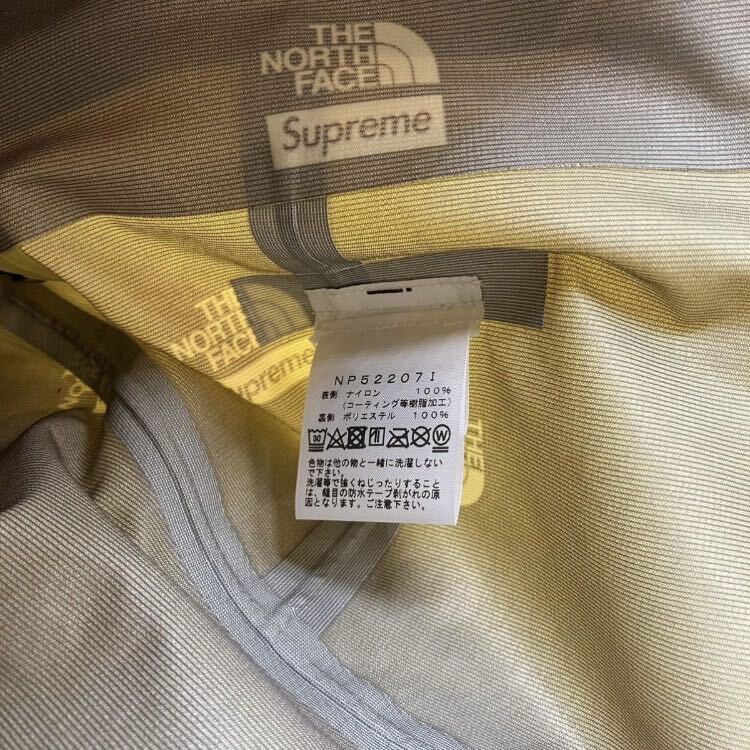 THE
NORTH
FACE
Supreme
THE
NORTH
FACE
Supreme
NP52207I
表側 ナイロン 100%
(コーティング等樹脂加工)
裏側 ポリエステル 100%
30 W
色物は他の物と一緒に洗濯しない
で下さい。
洗濯等で強くねじったりすること
は、縫目の防水テープ剥がれの原
因となります。ご注意下さい。
THE